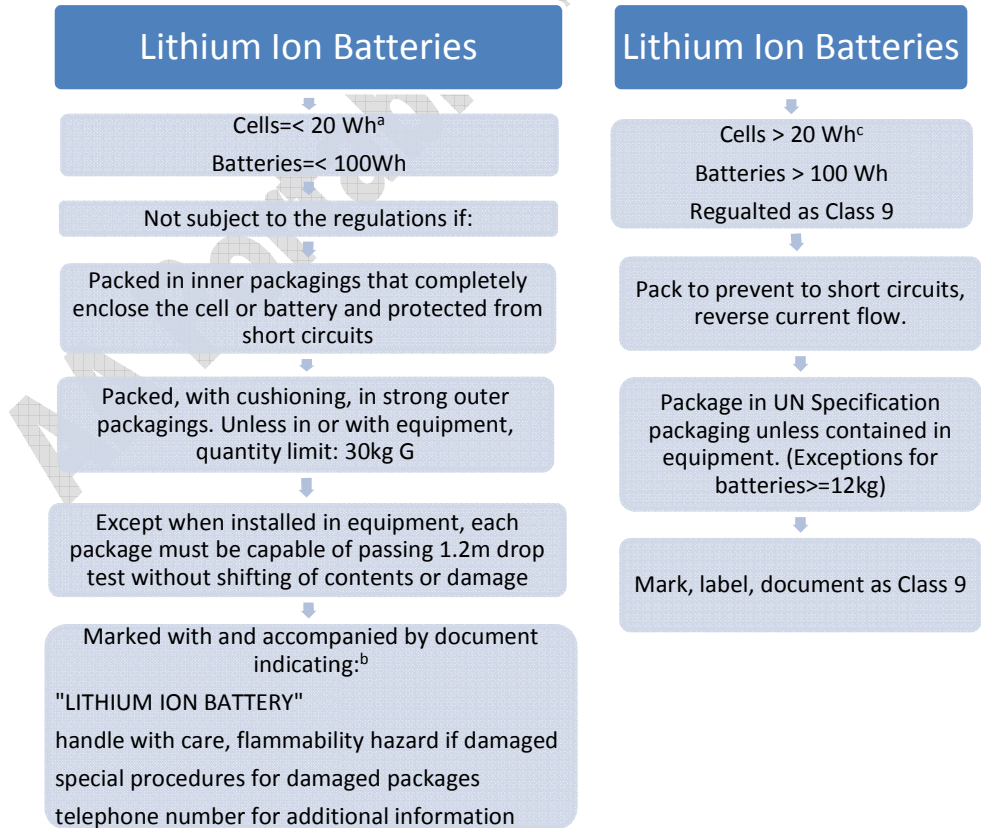 Lithium Ion Batteries
Cells=< 20 Whᵃ
Batteries=< 100Wh
Not subject to the regulations if:
Packed in inner packagings that completely
enclose the cell or battery and protected from
short circuits
Packed, with cushioning, in strong outer
packagings. Unless in or with equipment,
quantity limit: 30kg G
Except when installed in equipment, each
package must be capable of passing 1.2m drop
test without shifting of contents or damage
Marked with and accompanied by document
indicating:ᵇ
"LITHIUM ION BATTERY"
handle with care, flammability hazard if damaged
special procedures for damaged packages
telephone number for additional information
Lithium Ion Batteries
Cells > 20 Whᶜ
Batteries > 100 Wh
Regualted as Class 9
Pack to prevent to short circuits,
reverse current flow.
Package in UN Specification
packaging unless contained in
equipment. (Exceptions for
batteries>=12kg)
Mark, label, document as Class 9